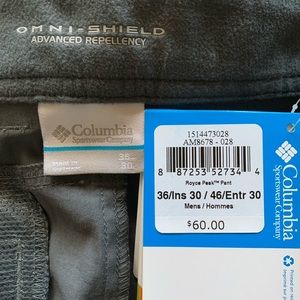 OMNI-SHIELD
ADVANCED REPELLENCY
Columbia
Sportswear Company
36
30
1514473028
AM8678 - 028
8 87253 52734 4
Royce Peak™ Pant
36/Ins 30 / 46/Entr 30
Mens / Hommes
$60.00
Columbia
Sportswear Company